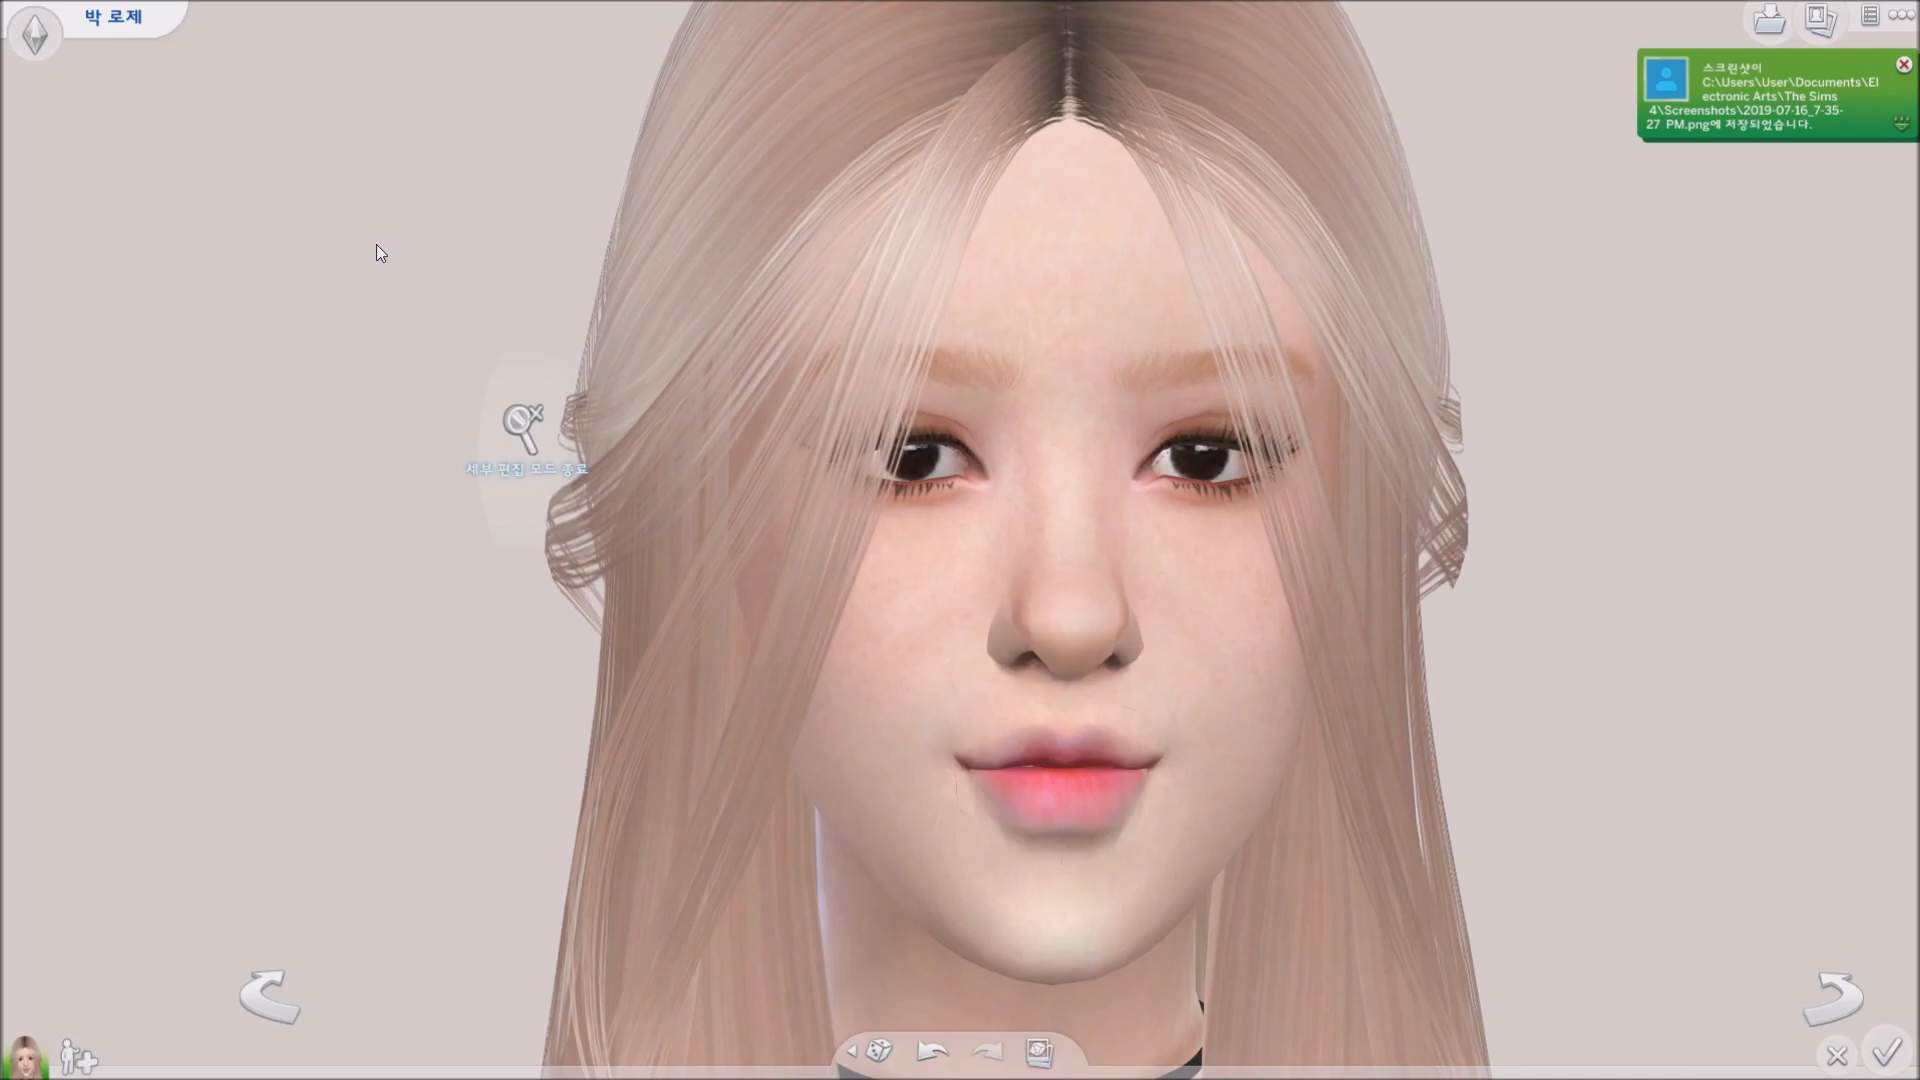 박 로제
스크린샷이
C:\Users\User\Documents\El
ectronic Arts\The Sims
4\Screenshots\2019-07-16_7-35-
27 PM.png에 저장되었습니다.
세부 편집 모드 종료